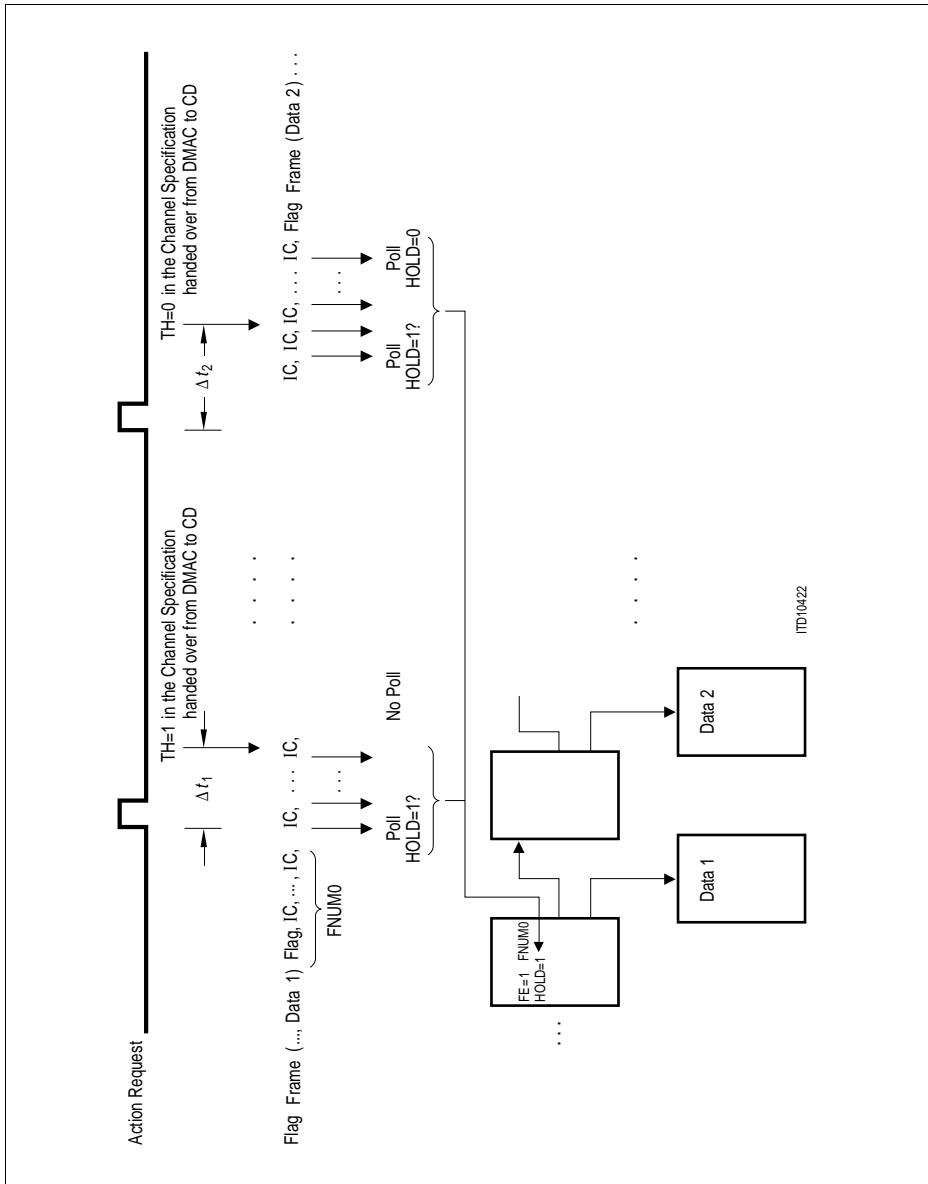 Action Request
TH=1 in the Channel Specification
handed over from DMAC to CD
TH=0 in the Channel Specification
handed over from DMAC to CD
Δt₁
Δt₂
Flag Frame (..., Data 1) Flag, IC, ..., IC,
IC, ... IC,
. . . .
IC, IC, IC, ... IC, Flag Frame (Data 2) . . .
FNUM0
. . . .
. . .
. . .
Poll
HOLD=1?
No Poll
Poll
HOLD=1?
Poll
HOLD=0
. . .
FE=1 FNUM0
HOLD=1
. . . .
Data 1
Data 2
ITD10422